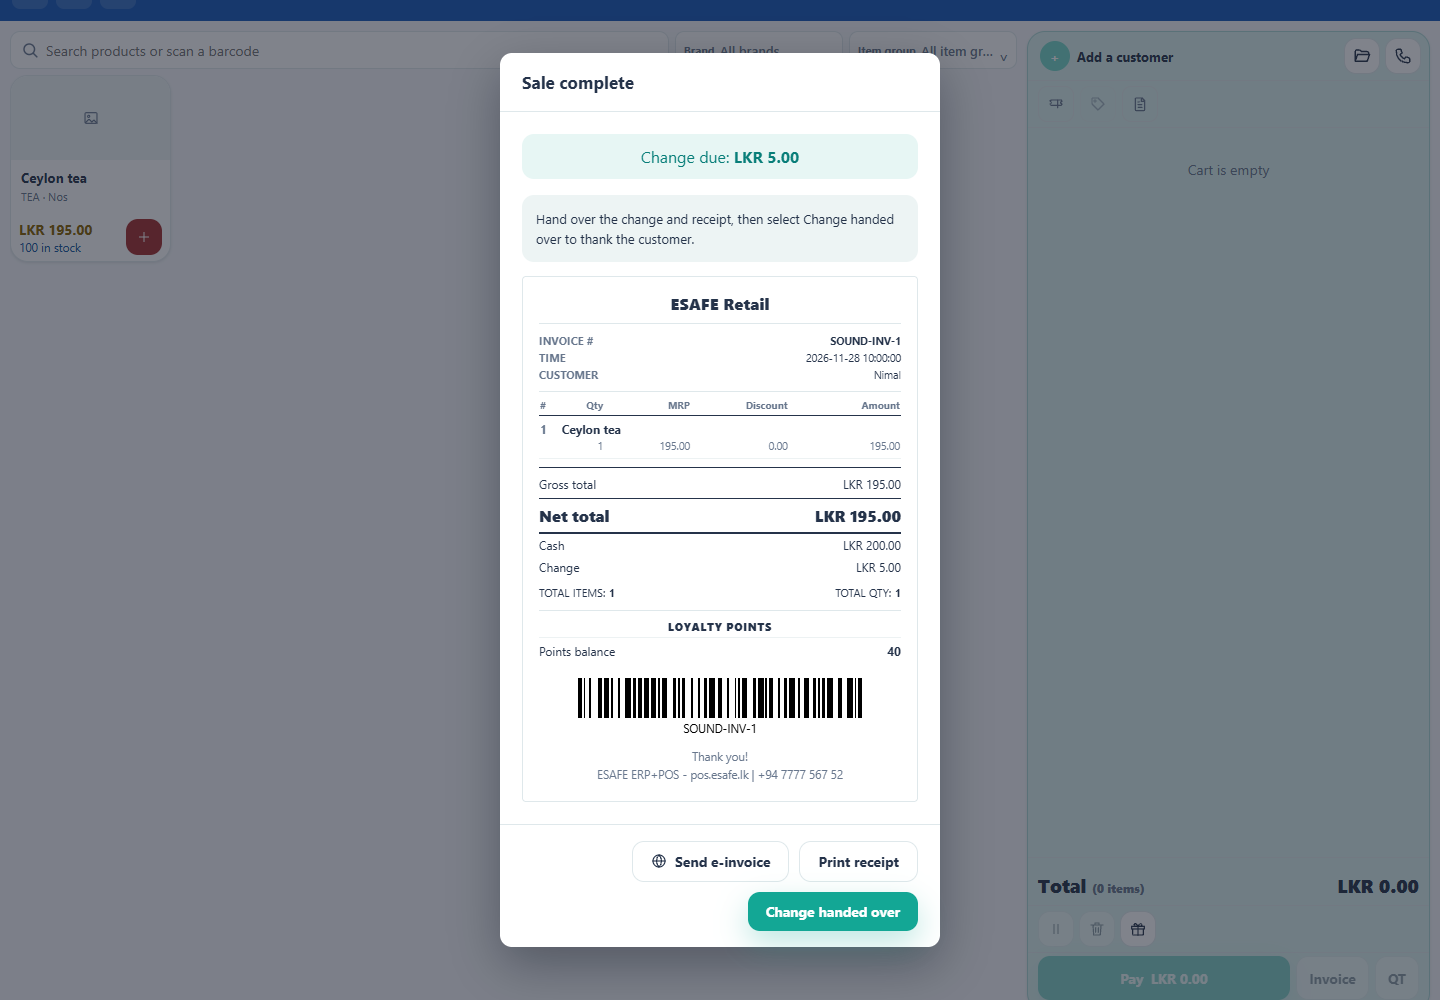 Search products or scan a barcode
Brand All brands
Item group All item gr...
Add a customer
Ceylon tea
TEA - Nos
LKR 195.00
100 in stock
Cart is empty
Sale complete
Change due: LKR 5.00
Hand over the change and receipt, then select Change handed
over to thank the customer.
ESAFE Retail
INVOICE # SOUND-INV-1
TIME 2026-11-28 10:00:00
CUSTOMER Nimal
# Qty MRP Discount Amount
1 Ceylon tea
1 195.00 0.00 195.00
Gross total LKR 195.00
Net total LKR 195.00
Cash LKR 200.00
Change LKR 5.00
TOTAL ITEMS: 1 TOTAL QTY: 1
LOYALTY POINTS
Points balance 40
SOUND-INV-1
Thank you!
ESAFE ERP+POS - pos.esafe.lk | +94 7777 567 52
Send e-invoice
Print receipt
Change handed over
Total (0 items) LKR 0.00
Pay LKR 0.00
Invoice
QT